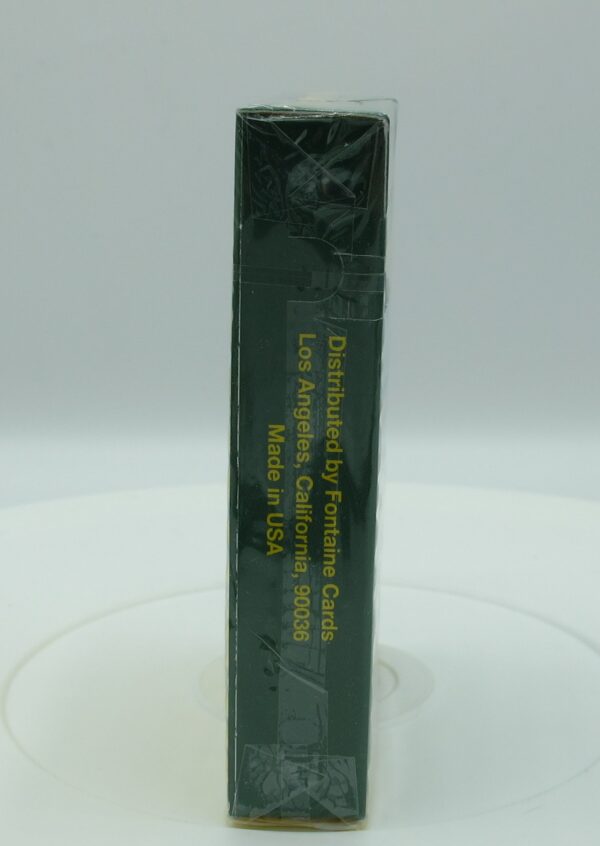 Distributed by Fontaine Cards
Los Angeles, California, 90036
Made in USA